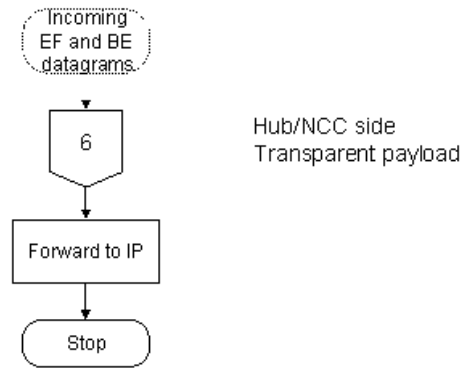 Incoming
EF and BE
datagrams
6
Hub/NCC side
Transparent payload
Forward to IP
Stop